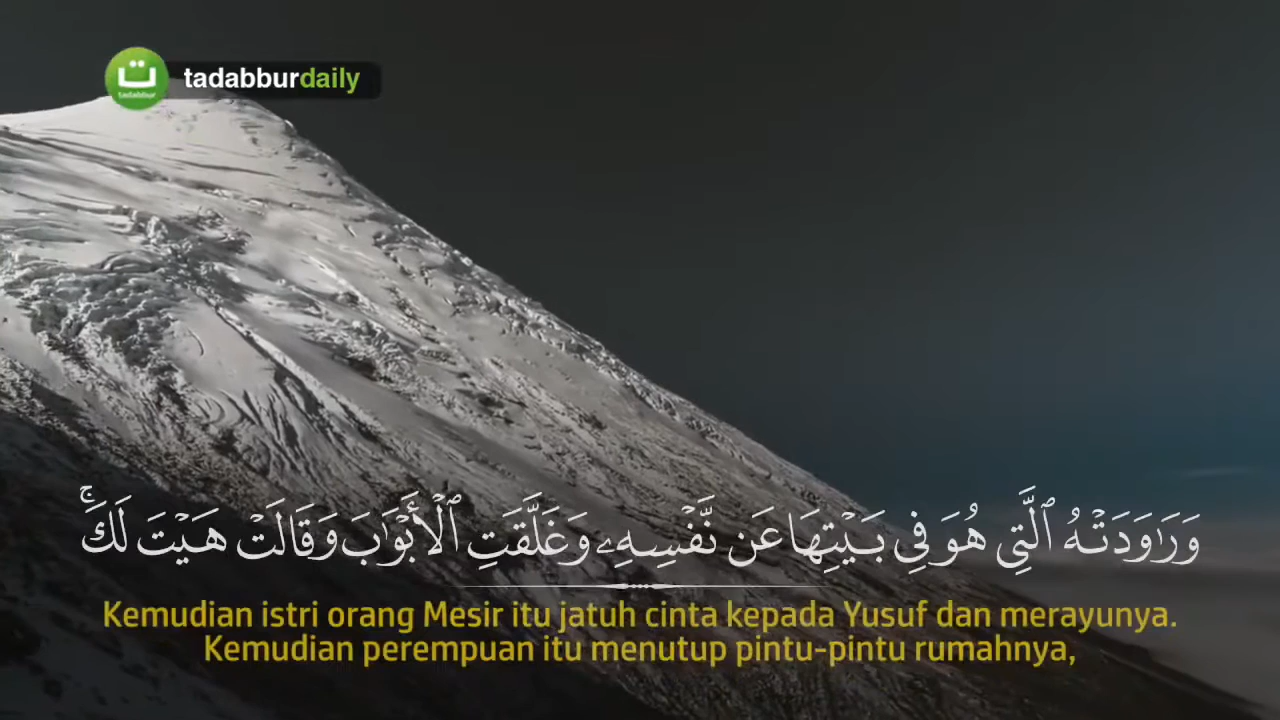 ت
tadabbur
tadabburdaily
وَرَٰوَدَتْهُ ٱلَّتِي هُوَ فِي بَيْتِهَا عَن نَّفْسِهِۦ وَغَلَّقَتِ ٱلْأَبْوَٰبَ وَقَالَتْ هَيْتَ لَكَ ۚ
Kemudian istri orang Mesir itu jatuh cinta kepada Yusuf dan merayunya.
Kemudian perempuan itu menutup pintu-pintu rumahnya,